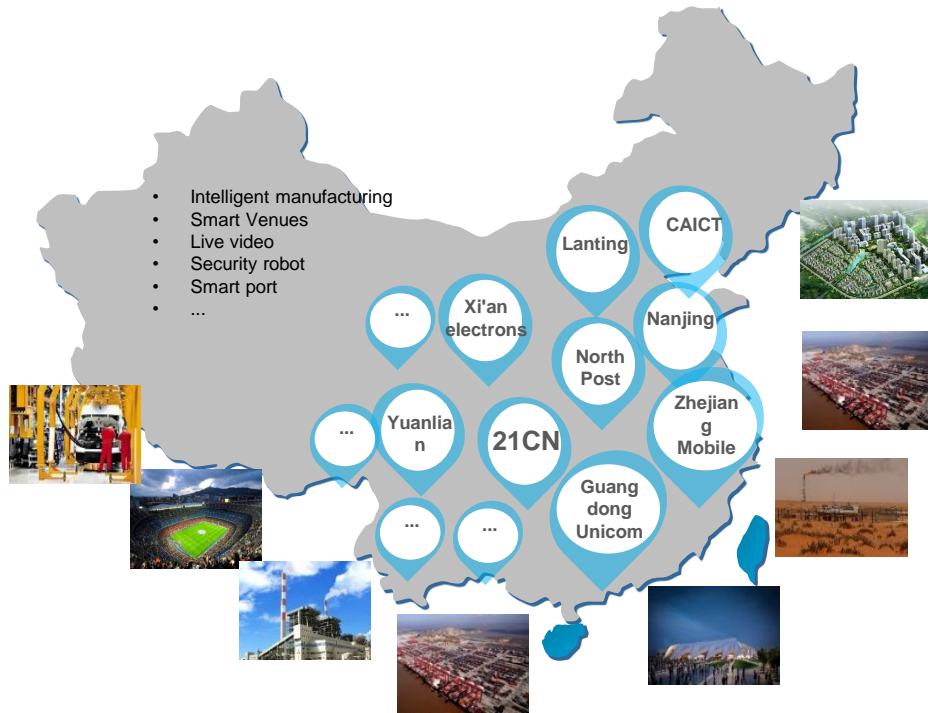 • Intelligent manufacturing
• Smart Venues
• Live video
• Security robot
• Smart port
• ...
Lanting
CAICT
...
Xi'an
electrons
Nanjing
North
Post
Zhejian
g
Mobile
...
Yuanlia
n
21CN
Guang
dong
Unicom
...
...